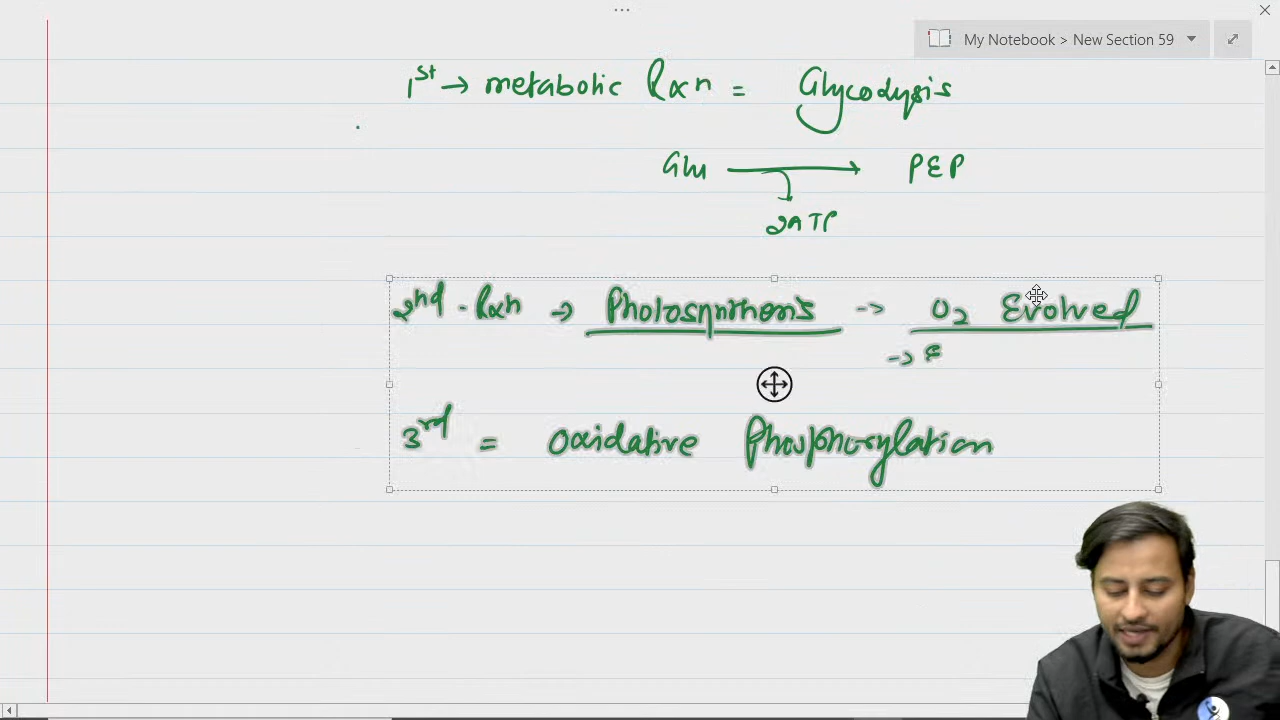 My Notebook > New Section 59
1st → metabolic Rxn = Glycolysis
Glu → PEP
2ATP
2nd - Rxn → Photosynthesis -> O2 Evolved
->
3rd = Oxidative Phosphorylation